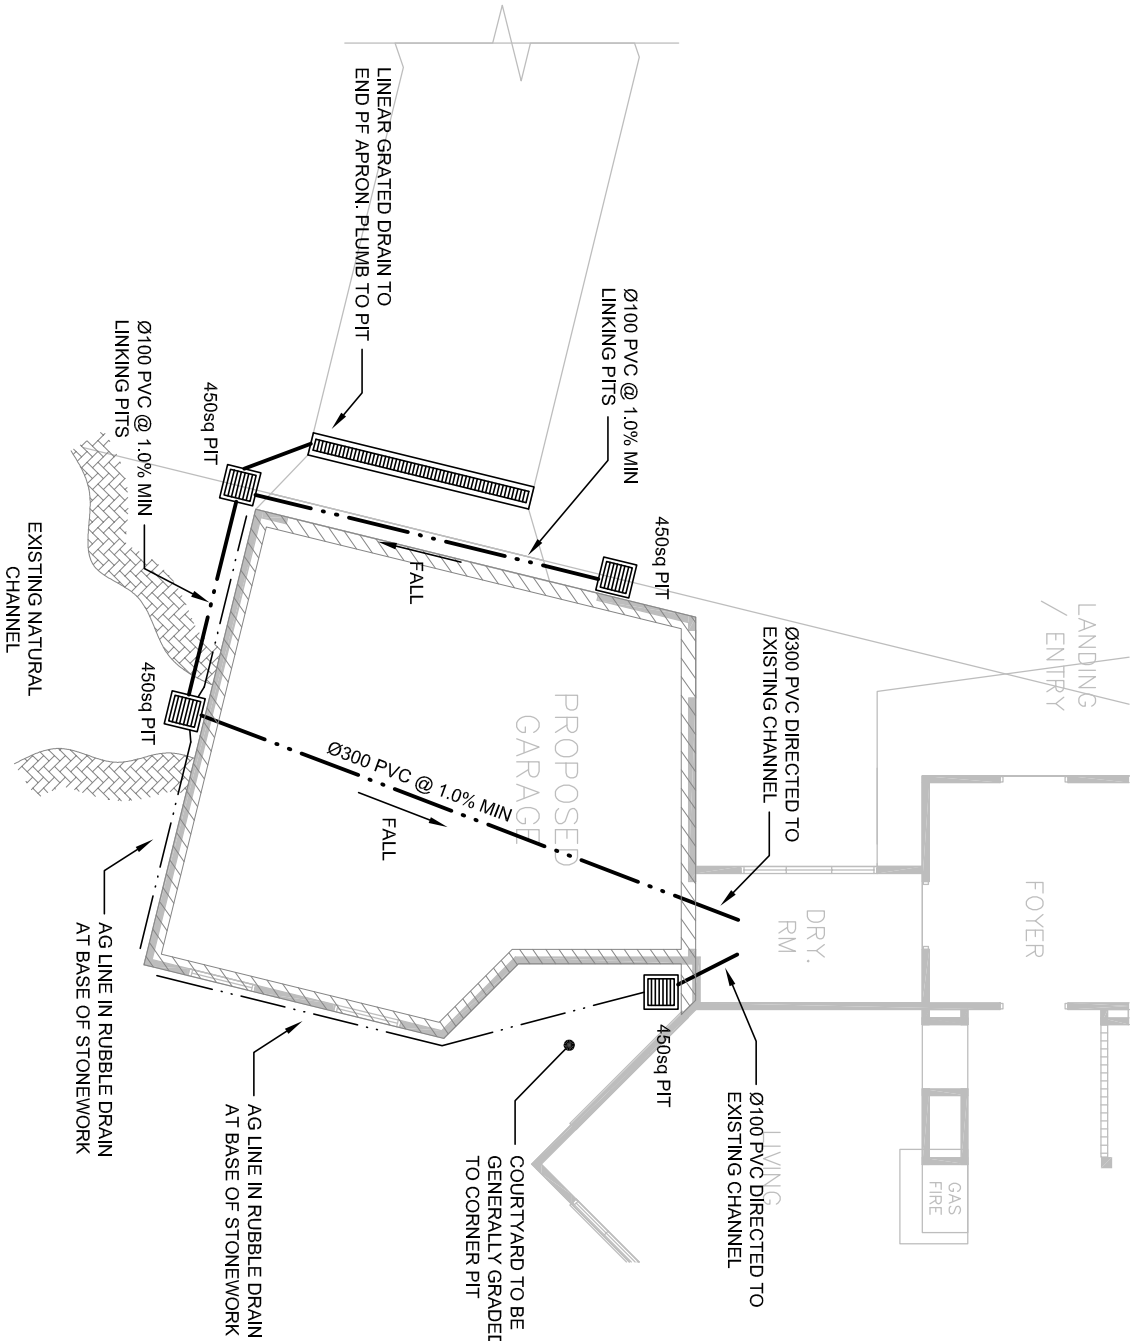 LINEAR GRATED DRAIN TO
END PF APRON. PLUMB TO PIT
Ø100 PVC @ 1.0% MIN
LINKING PITS
450sq PIT
Ø100 PVC @ 1.0% MIN
LINKING PITS
450sq PIT
EXISTING NATURAL
CHANNEL
450sq PIT
FALL
LANDING
/ ENTRY
Ø300 PVC DIRECTED TO
EXISTING CHANNEL
PROPOSED
GARAGE
Ø300 PVC @ 1.0% MIN
FALL
FOYER
DRY.
RM
AG LINE IN RUBBLE DRAIN
AT BASE OF STONEWORK
450sq PIT
Ø100 PVC DIRECTED TO
EXISTING CHANNEL
LIVING
GAS
FIRE
AG LINE IN RUBBLE DRAIN
AT BASE OF STONEWORK
COURTYARD TO BE
GENERALLY GRADED
TO CORNER PIT